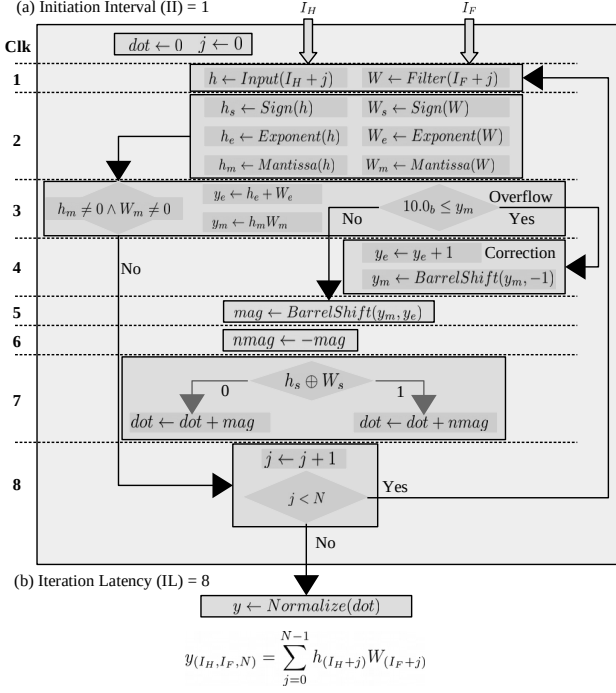 (a) Initiation Interval (II) = 1
I_H I_F
Clk dot ← 0 j ← 0
1 h ← Input(I_H + j) W ← Filter(I_F + j)
h_s ← Sign(h) W_s ← Sign(W)
2 h_e ← Exponent(h) W_e ← Exponent(W)
h_m ← Mantissa(h) W_m ← Mantissa(W)
3 h_m ≠ 0 ∧ W_m ≠ 0 y_e ← h_e + W_e 10.0_b ≤ y_m Overflow
y_m ← h_m W_m No Yes
No y_e ← y_e + 1 Correction
4 y_m ← BarrelShift(y_m, −1)
5 mag ← BarrelShift(y_m, y_e)
6 nmag ← −mag
0 h_s ⊕ W_s 1
7 dot ← dot + mag dot ← dot + nmag
j ← j + 1
8 j < N Yes
No
(b) Iteration Latency (IL) = 8
y ← Normalize(dot)
y_{(I_H, I_F, N)} = \sum_{j=0}^{N−1} h_{(I_H+j)} W_{(I_F+j)}